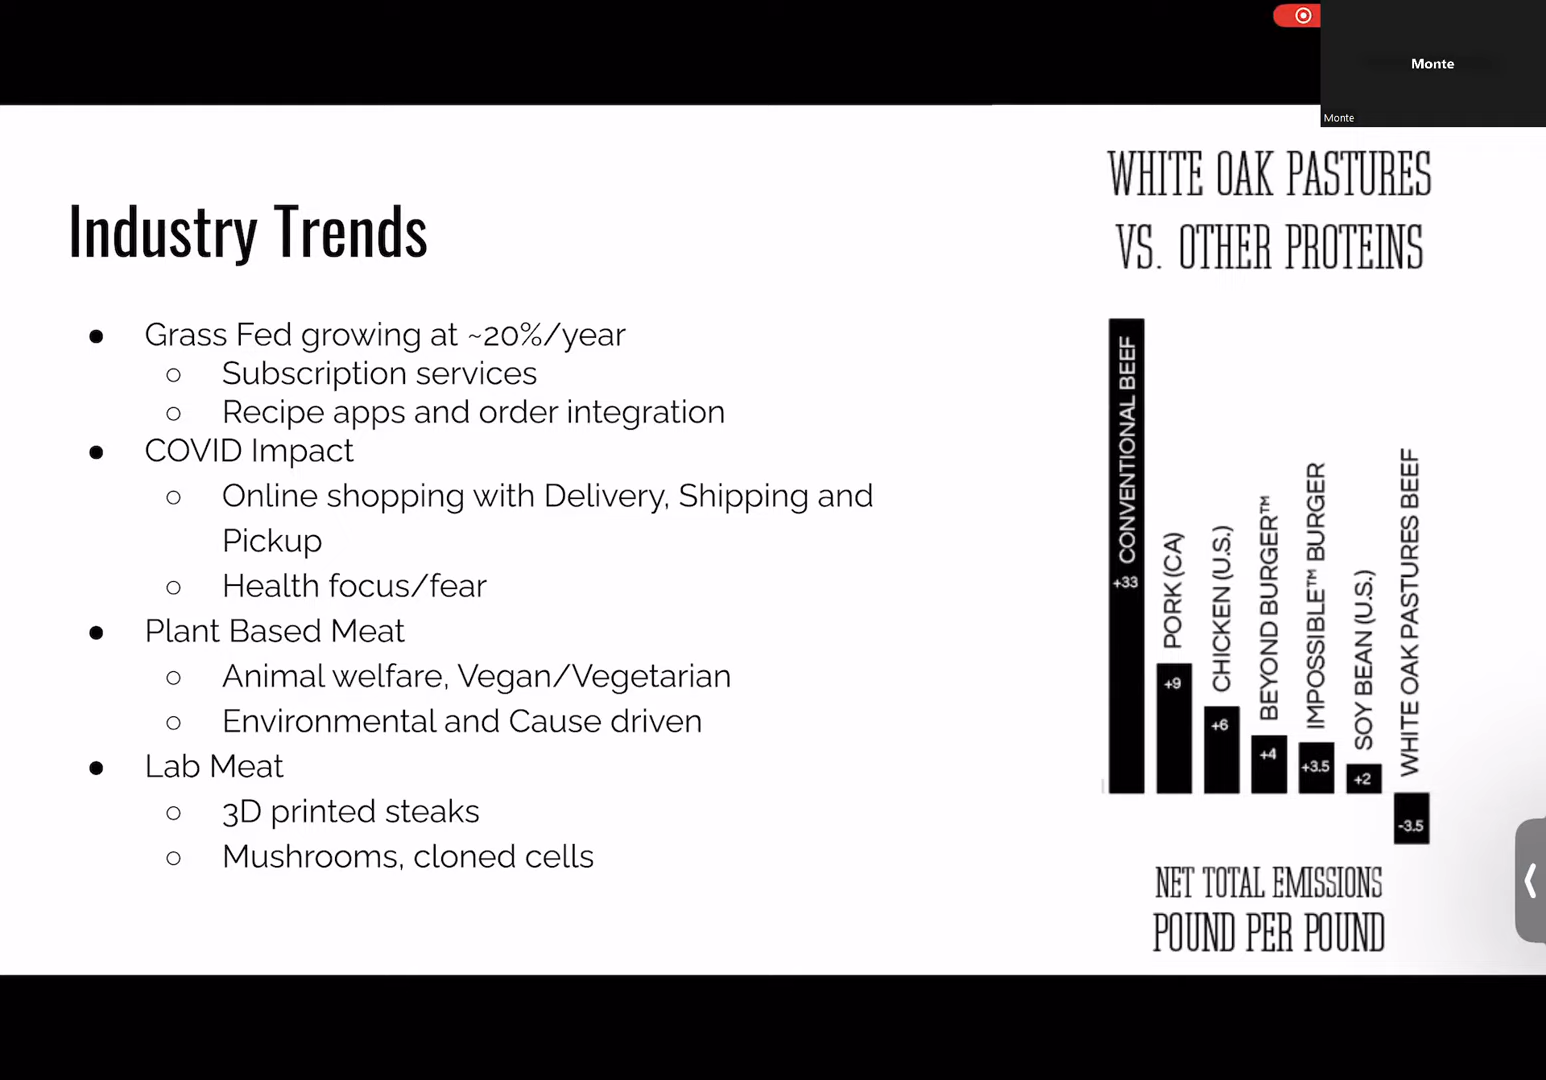 Monte
Monte
WHITE OAK PASTURES
VS. OTHER PROTEINS
Industry Trends
● Grass Fed growing at ~20%/year
○ Subscription services
○ Recipe apps and order integration
● COVID Impact
○ Online shopping with Delivery, Shipping and
Pickup
○ Health focus/fear
● Plant Based Meat
○ Animal welfare, Vegan/Vegetarian
○ Environmental and Cause driven
● Lab Meat
○ 3D printed steaks
○ Mushrooms, cloned cells
CONVENTIONAL BEEF
+33
PORK (CA)
+9
CHICKEN (U.S.)
+6
BEYOND BURGER™
+4
IMPOSSIBLE™ BURGER
+3.5
SOY BEAN (U.S.)
+2
WHITE OAK PASTURES BEEF
-3.5
NET TOTAL EMISSIONS
POUND PER POUND